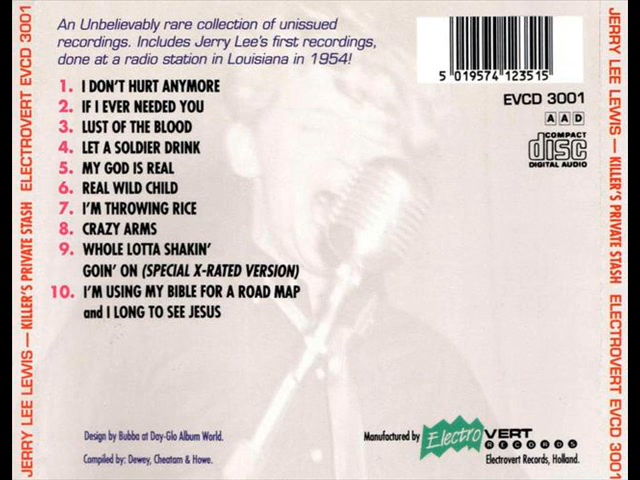 An Unbelievably rare collection of unissued
recordings. Includes Jerry Lee's first recordings,
done at a radio station in Louisiana in 1954!
1. I DON'T HURT ANYMORE
2. IF I EVER NEEDED YOU
3. LUST OF THE BLOOD
4. LET A SOLDIER DRINK
5. MY GOD IS REAL
6. REAL WILD CHILD
7. I'M THROWING RICE
8. CRAZY ARMS
9. WHOLE LOTTA SHAKIN'
GOIN' ON (SPECIAL X-RATED VERSION)
10. I'M USING MY BIBLE FOR A ROAD MAP
and I LONG TO SEE JESUS
5 019574 123515
EVCD 3001
AAD
COMPACT
disc
DIGITAL AUDIO
Design by Bubba at Day-Glo Album World.
Compiled by: Dewey, Cheatam & Howe.
Manufactured by Electro VERT
RECORDS
Electrovert Records, Holland.
JERRY LEE LEWIS — KILLER'S PRIVATE STASH ELECTROVERT EVCD 3001
JERRY LEE LEWIS — KILLER'S PRIVATE STASH ELECTROVERT EVCD 3001